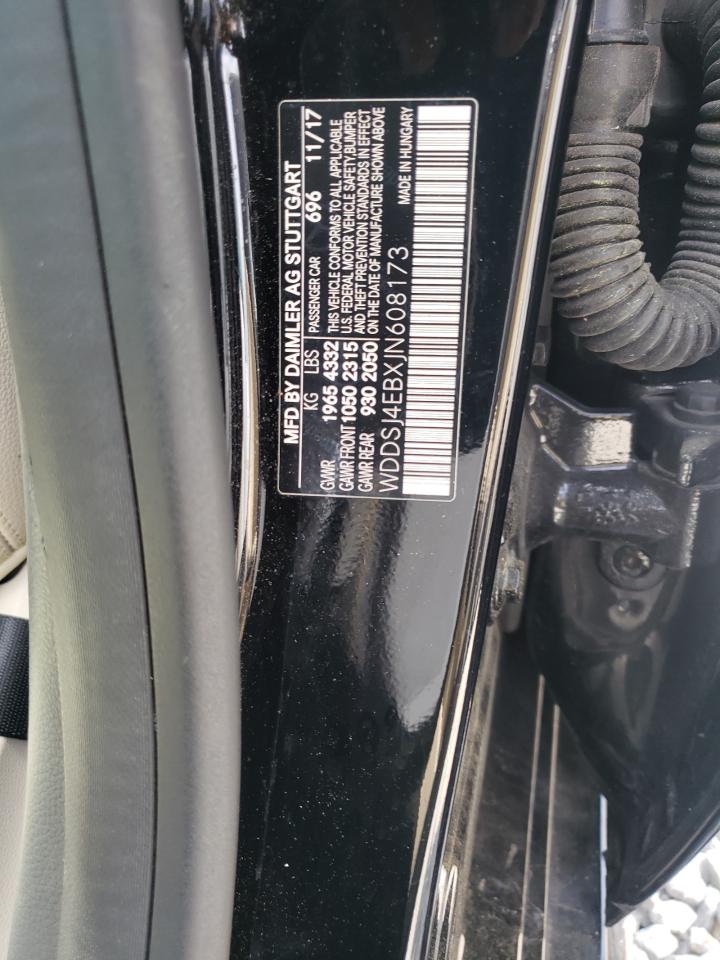 MFD BY DAIMLER AG STUTTGART
KG LBS PASSENGER CAR 696 11/17
GVWR 1965 4332 THIS VEHICLE CONFORMS TO ALL APPLICABLE
U.S. FEDERAL MOTOR VEHICLE SAFETY, BUMPER
GAWR FRONT 1050 2315 AND THEFT PREVENTION STANDARDS IN EFFECT
GAWR REAR 930 2050 ON THE DATE OF MANUFACTURE SHOWN ABOVE
WDDSJ4EBXJN608173 MADE IN HUNGARY